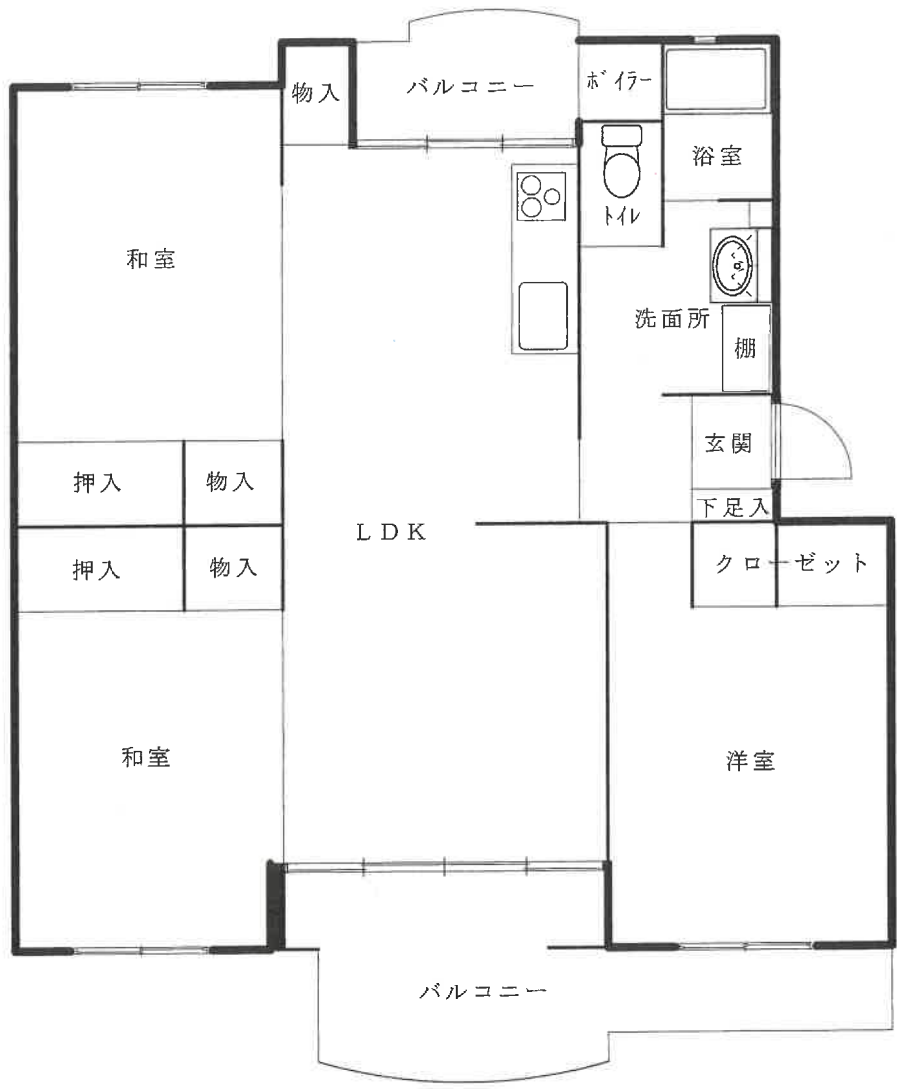 物入
バルコニー
ボイラー
浴室
トイレ
和室
洗面所
棚
玄関
押入
物入
下足入
LDK
押入
物入
クローゼット
和室
洋室
バルコニー